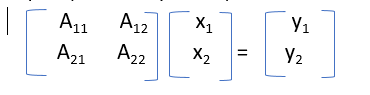 A₁₁ A₁₂ x₁ y₁
A₂₁ A₂₂ x₂ = y₂